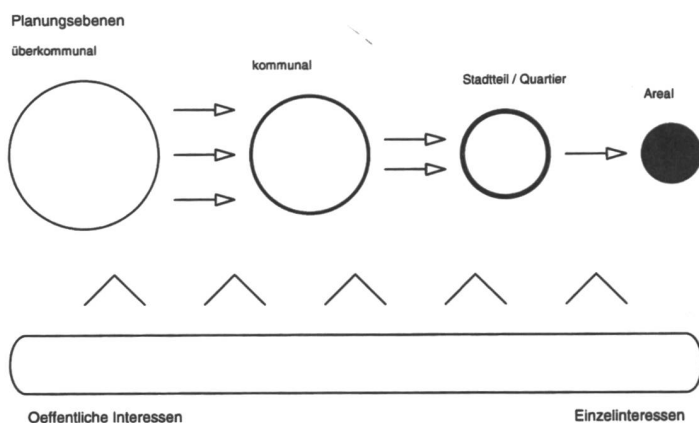 Planungsebenen
überkommunal
kommunal
Stadtteil / Quartier
Areal
Oeffentliche Interessen
Einzelinteressen